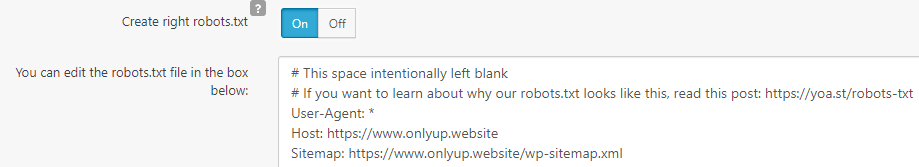 Create right robots.txt ?
On Off
You can edit the robots.txt file in the box
below:
# This space intentionally left blank
# If you want to learn about why our robots.txt looks like this, read this post: https://yoa.st/robots-txt
User-Agent: *
Host: https://www.onlyup.website
Sitemap: https://www.onlyup.website/wp-sitemap.xml